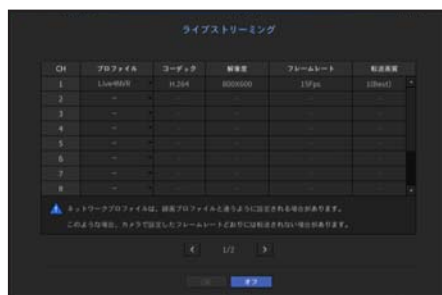 ライブストリーミング
CH プロファイル コーデック 解像度 フレームレート 転送画質
1 Live4NVR H.264 800X600 15Fps 10(Best)
2
3
4
5
6
7
8
ネットワークプロファイルは、録画プロファイルと違うように設定される場合があります。
このような場合、カメラで設定したフレームレートどおりには転送されない場合があります。
< 1/2 >
OK オフ